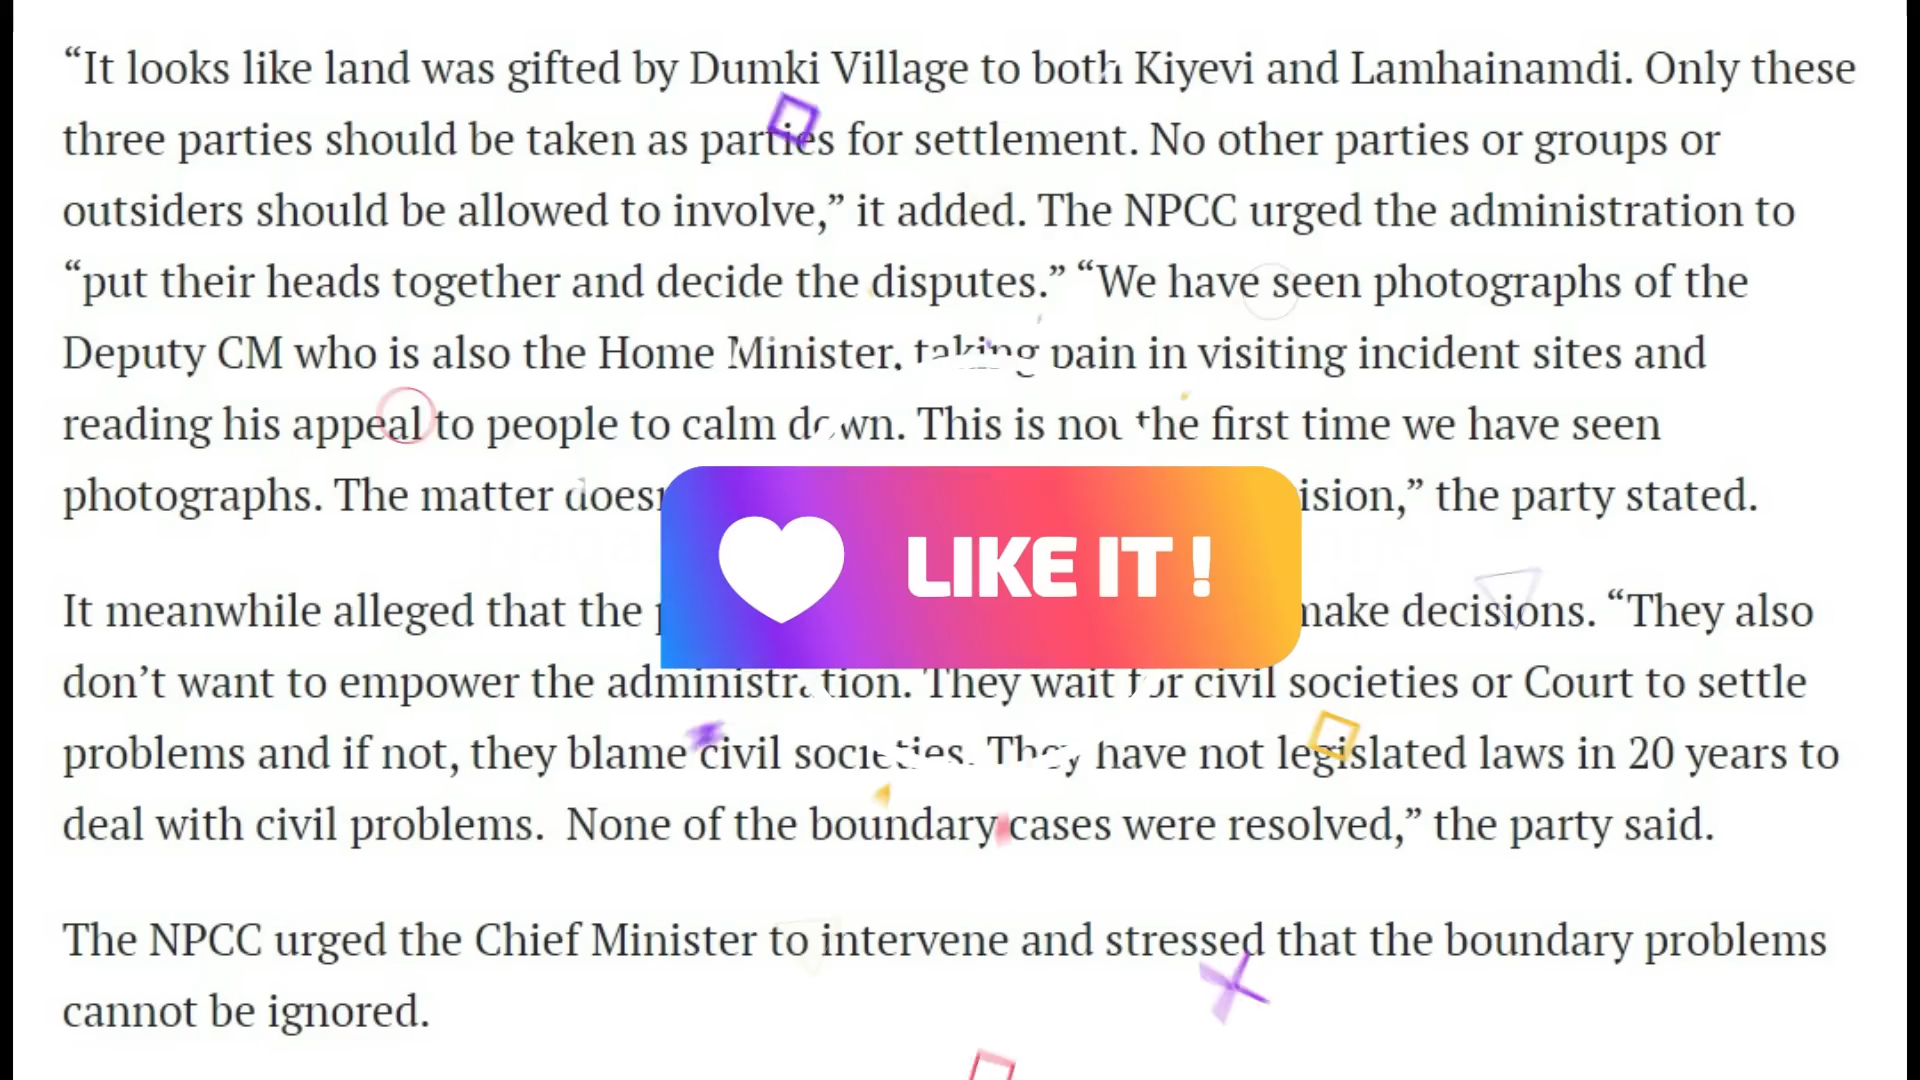 “It looks like land was gifted by Dumki Village to both Kiyevi and Lamhainamdi. Only these
three parties should be taken as parties for settlement. No other parties or groups or
outsiders should be allowed to involve,” it added. The NPCC urged the administration to
“put their heads together and decide the disputes.” “We have seen photographs of the
Deputy CM who is also the Home Minister, taking pain in visiting incident sites and
reading his appeal to people to calm down. This is not the first time we have seen
photographs. The matter the party stated.
LIKE IT !
It meanwhile alleged that the make decisions. “They also
don’t want to empower the administration. They wait for civil societies or Court to settle
problems and if not, they blame civil societies. They have not legislated laws in 20 years to
deal with civil problems.  None of the boundary cases were resolved,” the party said.
The NPCC urged the Chief Minister to intervene and stressed that the boundary problems
cannot be ignored.